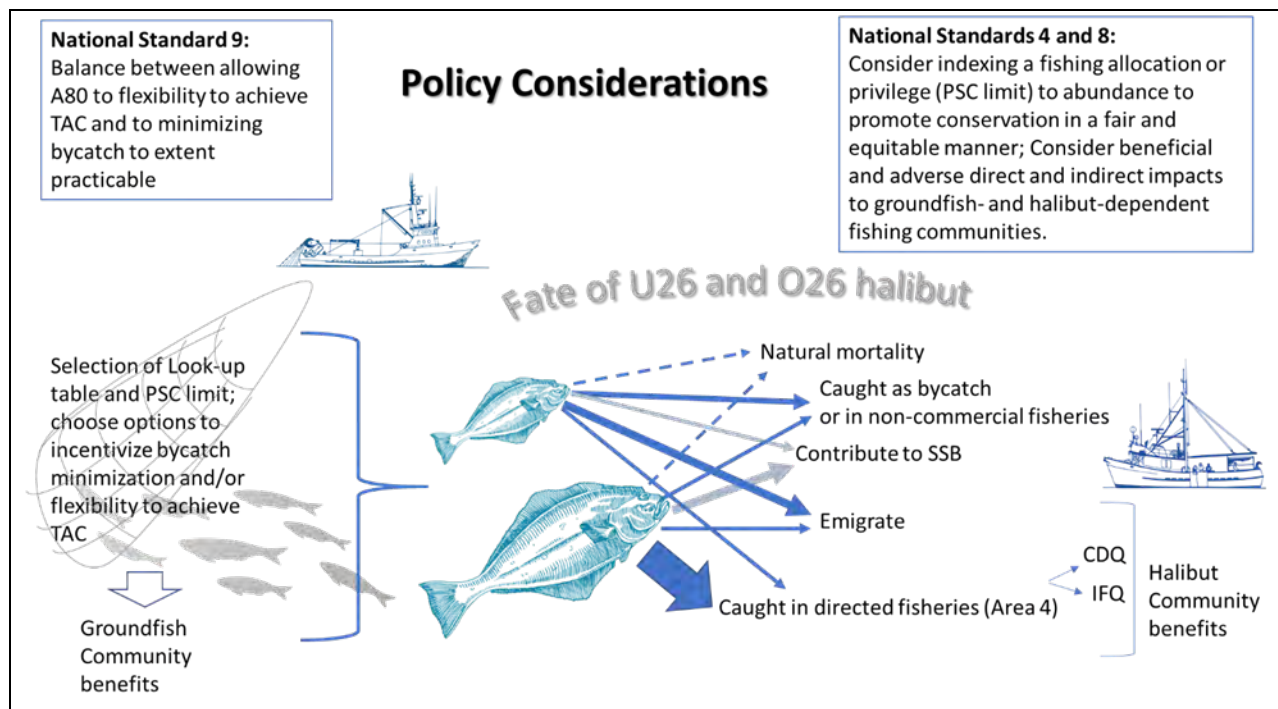 National Standard 9:
Balance between allowing
A80 to flexibility to achieve
TAC and to minimizing
bycatch to extent
practicable
Policy Considerations
National Standards 4 and 8:
Consider indexing a fishing allocation or
privilege (PSC limit) to abundance to
promote conservation in a fair and
equitable manner; Consider beneficial
and adverse direct and indirect impacts
to groundfish- and halibut-dependent
fishing communities.
Fate of U26 and O26 halibut
Selection of Look-up
table and PSC limit;
choose options to
incentivize bycatch
minimization and/or
flexibility to achieve
TAC
Groundfish
Community
benefits
Natural mortality
Caught as bycatch
or in non-commercial fisheries
Contribute to SSB
Emigrate
Caught in directed fisheries (Area 4)
CDQ
IFQ
Halibut
Community
benefits